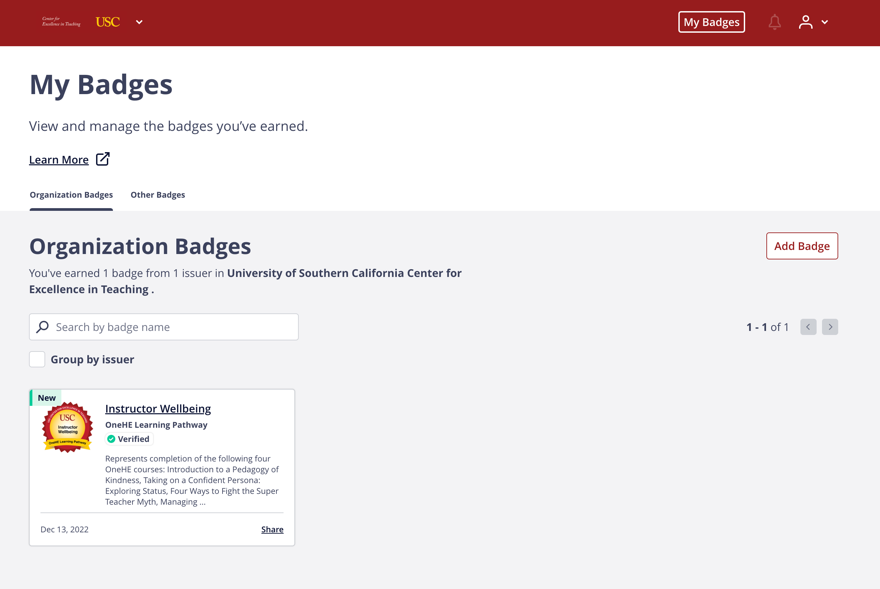 Center for
Excellence in Teaching
USC
My Badges
My Badges
View and manage the badges you’ve earned.
Learn More
Organization Badges
Other Badges
Organization Badges
Add Badge
You've earned 1 badge from 1 issuer in University of Southern California Center for
Excellence in Teaching .
Search by badge name
1 - 1 of 1
Group by issuer
New
USC
Instructor
Wellbeing
OneHE Learning Pathway
Instructor Wellbeing
OneHE Learning Pathway
Verified
Represents completion of the following four
OneHE courses: Introduction to a Pedagogy of
Kindness, Taking on a Confident Persona:
Exploring Status, Four Ways to Fight the Super
Teacher Myth, Managing ...
Dec 13, 2022
Share